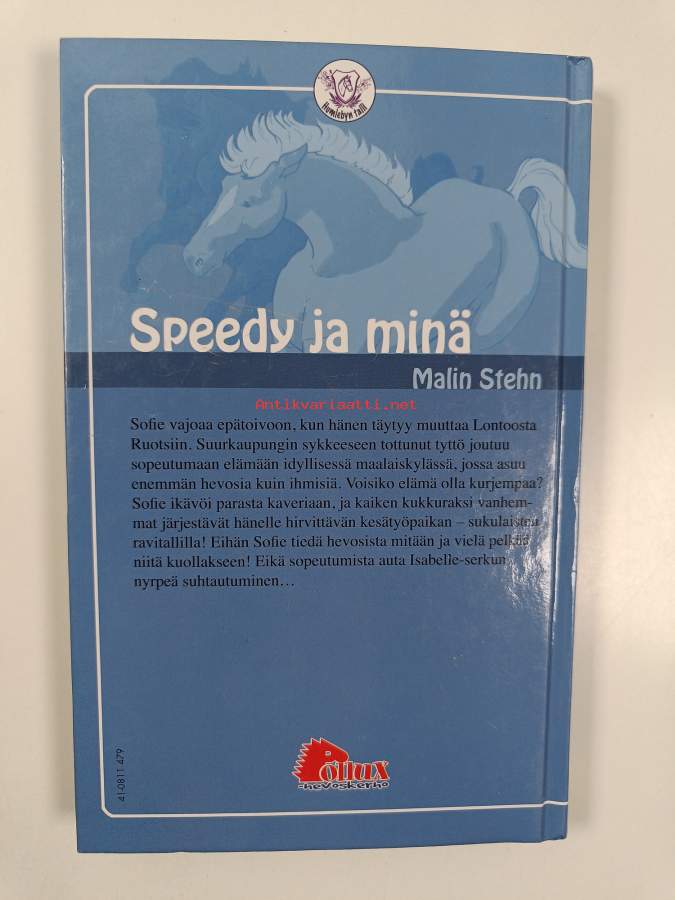 Humlebyn talli
Speedy ja minä
Malin Stehn
Antikvariaatti.net
Sofie vajoaa epätoivoon, kun hänen täytyy muuttaa Lontoosta
Ruotsiin. Suurkaupungin sykkeeseen tottunut tyttö joutuu
sopeutumaan elämään idyllisessä maalaiskylässä, jossa asuu
enemmän hevosia kuin ihmisiä. Voisiko elämä olla kurjempaa?
Sofie ikävöi parasta kaveriaan, ja kaiken kukkuraksi vanhem-
mat järjestävät hänelle hirvittävän kesätyöpaikan – sukulaisten
ravitallilla! Eihän Sofie tiedä hevosista mitään ja vielä pelkää
niitä kuollakseen! Eikä sopeutumista auta Isabelle-serkun
nyrpeä suhtautuminen…
Pollux
-hevoskerho
41-0811-479